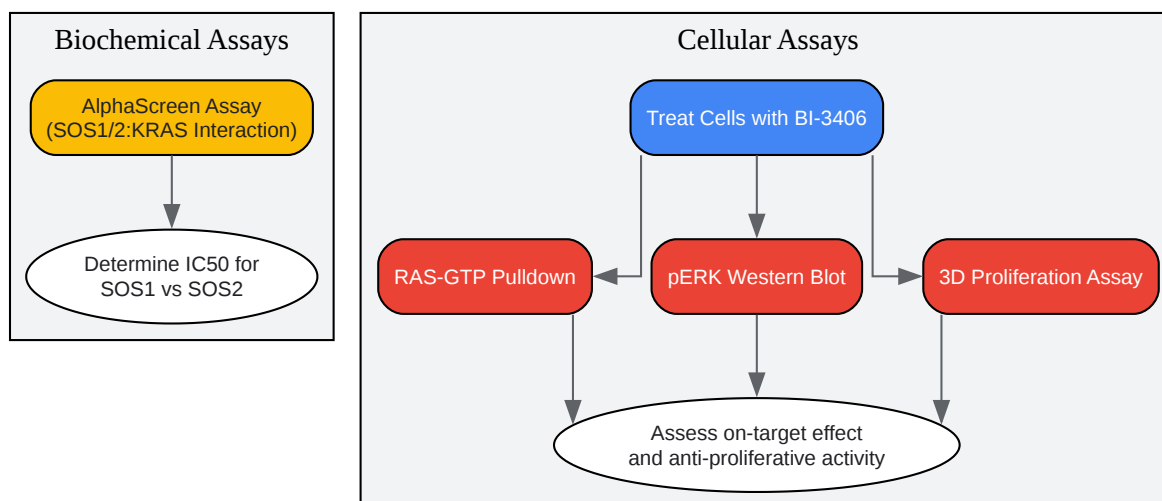 Biochemical Assays
AlphaScreen Assay
(SOS1/2:KRAS Interaction)
Determine IC50 for
SOS1 vs SOS2
Cellular Assays
Treat Cells with BI-3406
RAS-GTP Pulldown
pERK Western Blot
3D Proliferation Assay
Assess on-target effect
and anti-proliferative activity